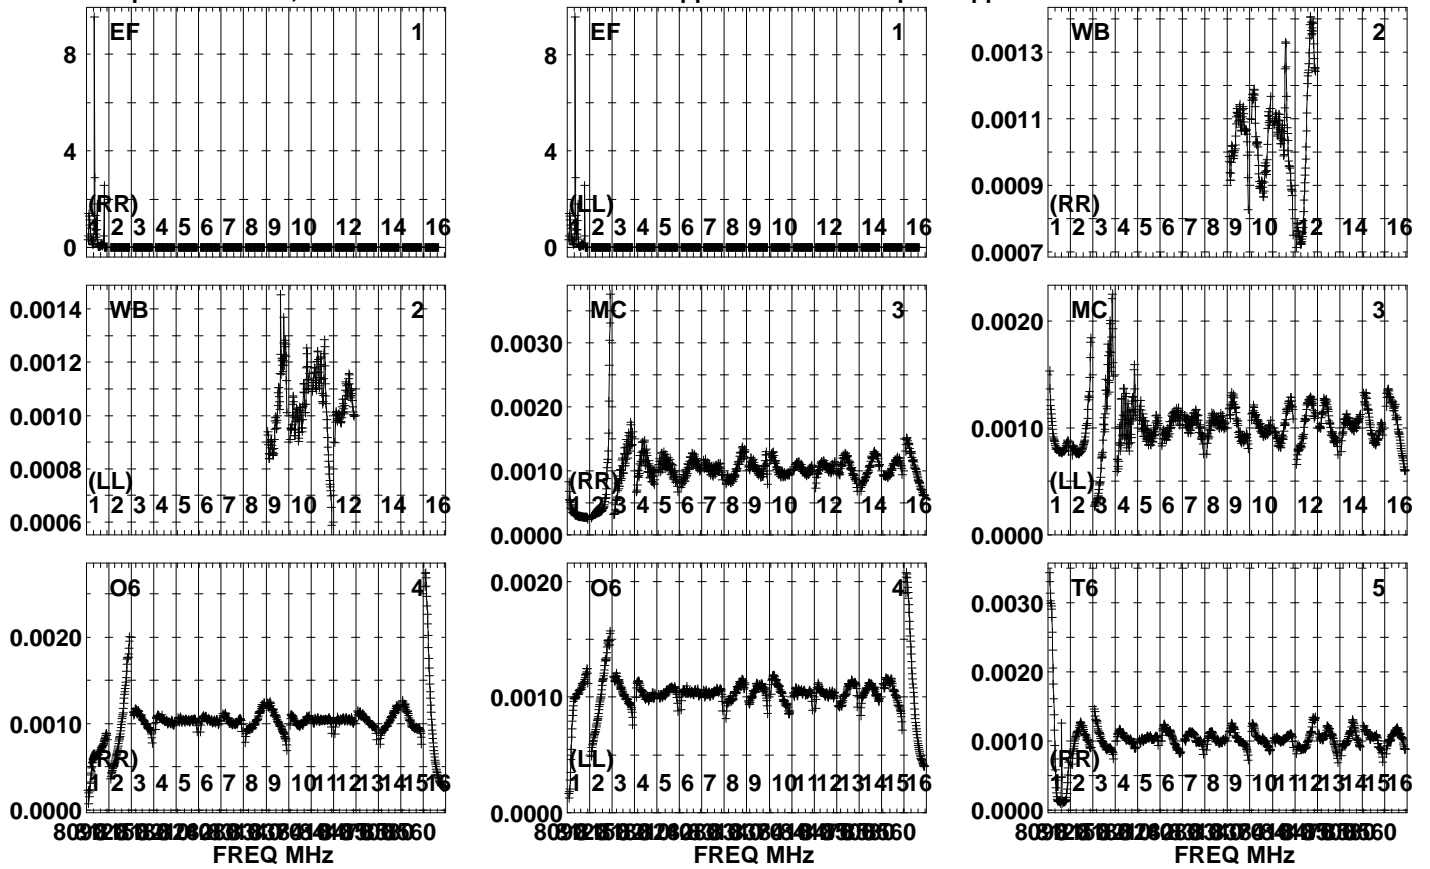 EF 1
8
4
0
(RR)
1 2 3 4 5 6 7 8 9 10 12 14 16
EF 1
8
4
0
(LL)
2 3 4 5 6 7 8 9 10 12 14 16
WB 2
0.0013
0.0011
0.0009
0.0007
(RR)
1 2 3 4 5 6 7 8 9 10 12 14 16
WB 2
0.0014
0.0012
0.0010
0.0008
0.0006
(LL)
1 2 3 4 5 6 7 8 9 10 12 14 16
MC 3
0.0030
0.0020
0.0010
0.0000
(RR)
1 2 3 4 5 6 7 8 9 10 12 14 16
MC 3
0.0020
0.0010
0.0000
(LL)
1 2 3 4 5 6 7 8 9 10 12 14 16
O6 4
0.0020
0.0010
0.0000
(RR)
1 2 3 4 5 6 7 8 9 10 11 12 13 14 15 16
FREQ MHz
O6 4
0.0020
0.0010
0.0000
(LL)
1 2 3 4 5 6 7 8 9 10 11 12 13 14 15 16
FREQ MHz
T6 5
0.0030
0.0020
0.0010
0.0000
(RR)
1 2 3 4 5 6 7 8 9 10 11 12 13 14 15 16
FREQ MHz